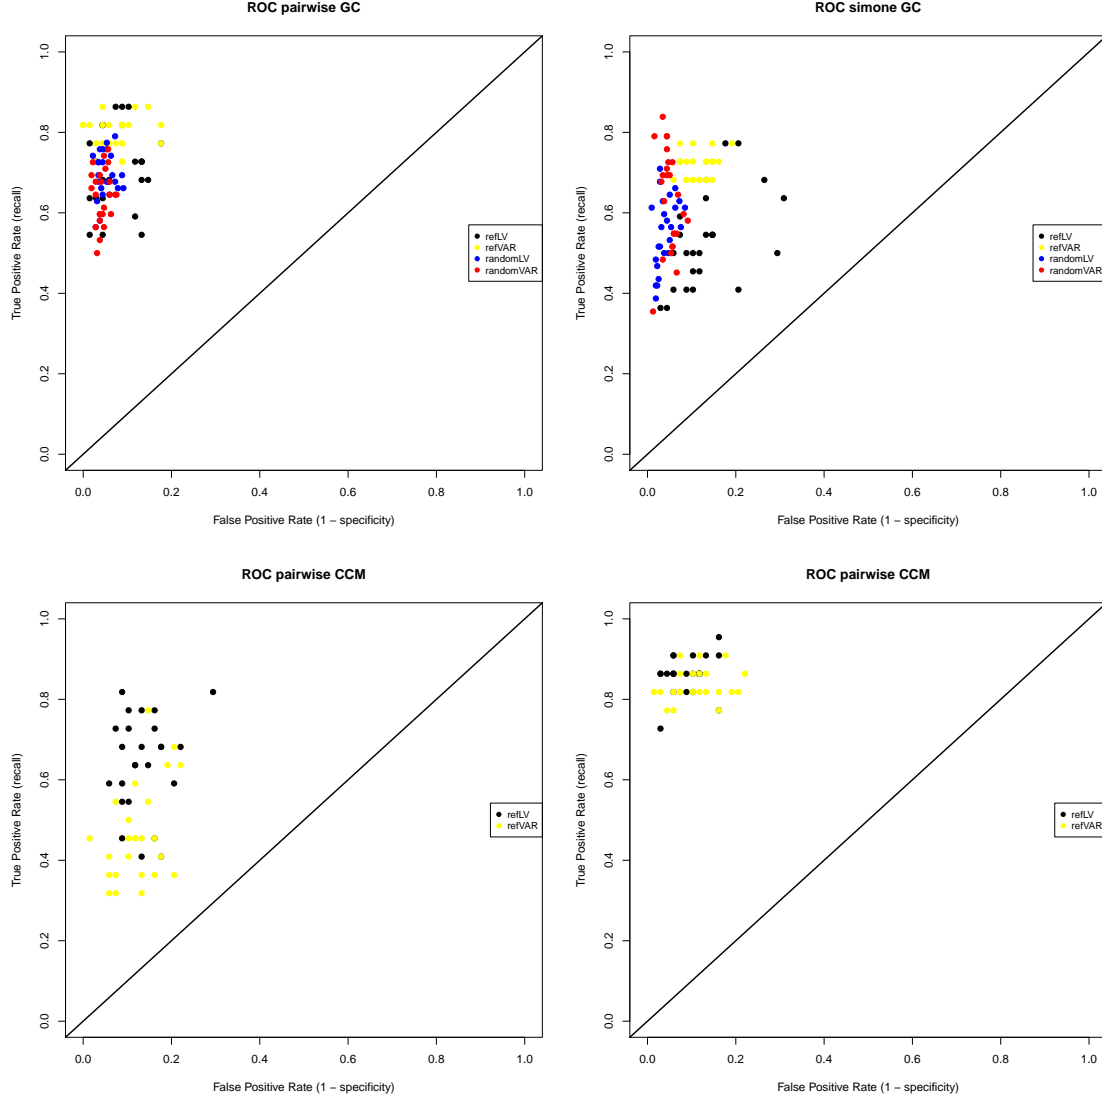 ROC pairwise GC
True Positive Rate (recall)
1.0
0.8
0.6
0.4
0.2
0.0
refLV
refVAR
randomLV
randomVAR
0.0 0.2 0.4 0.6 0.8 1.0
False Positive Rate (1 − specificity)
ROC simone GC
True Positive Rate (recall)
1.0
0.8
0.6
0.4
0.2
0.0
refLV
refVAR
randomLV
randomVAR
0.0 0.2 0.4 0.6 0.8 1.0
False Positive Rate (1 − specificity)
ROC pairwise CCM
True Positive Rate (recall)
1.0
0.8
0.6
0.4
0.2
0.0
refLV
refVAR
0.0 0.2 0.4 0.6 0.8 1.0
False Positive Rate (1 − specificity)
ROC pairwise CCM
True Positive Rate (recall)
1.0
0.8
0.6
0.4
0.2
0.0
refLV
refVAR
0.0 0.2 0.4 0.6 0.8 1.0
False Positive Rate (1 − specificity)